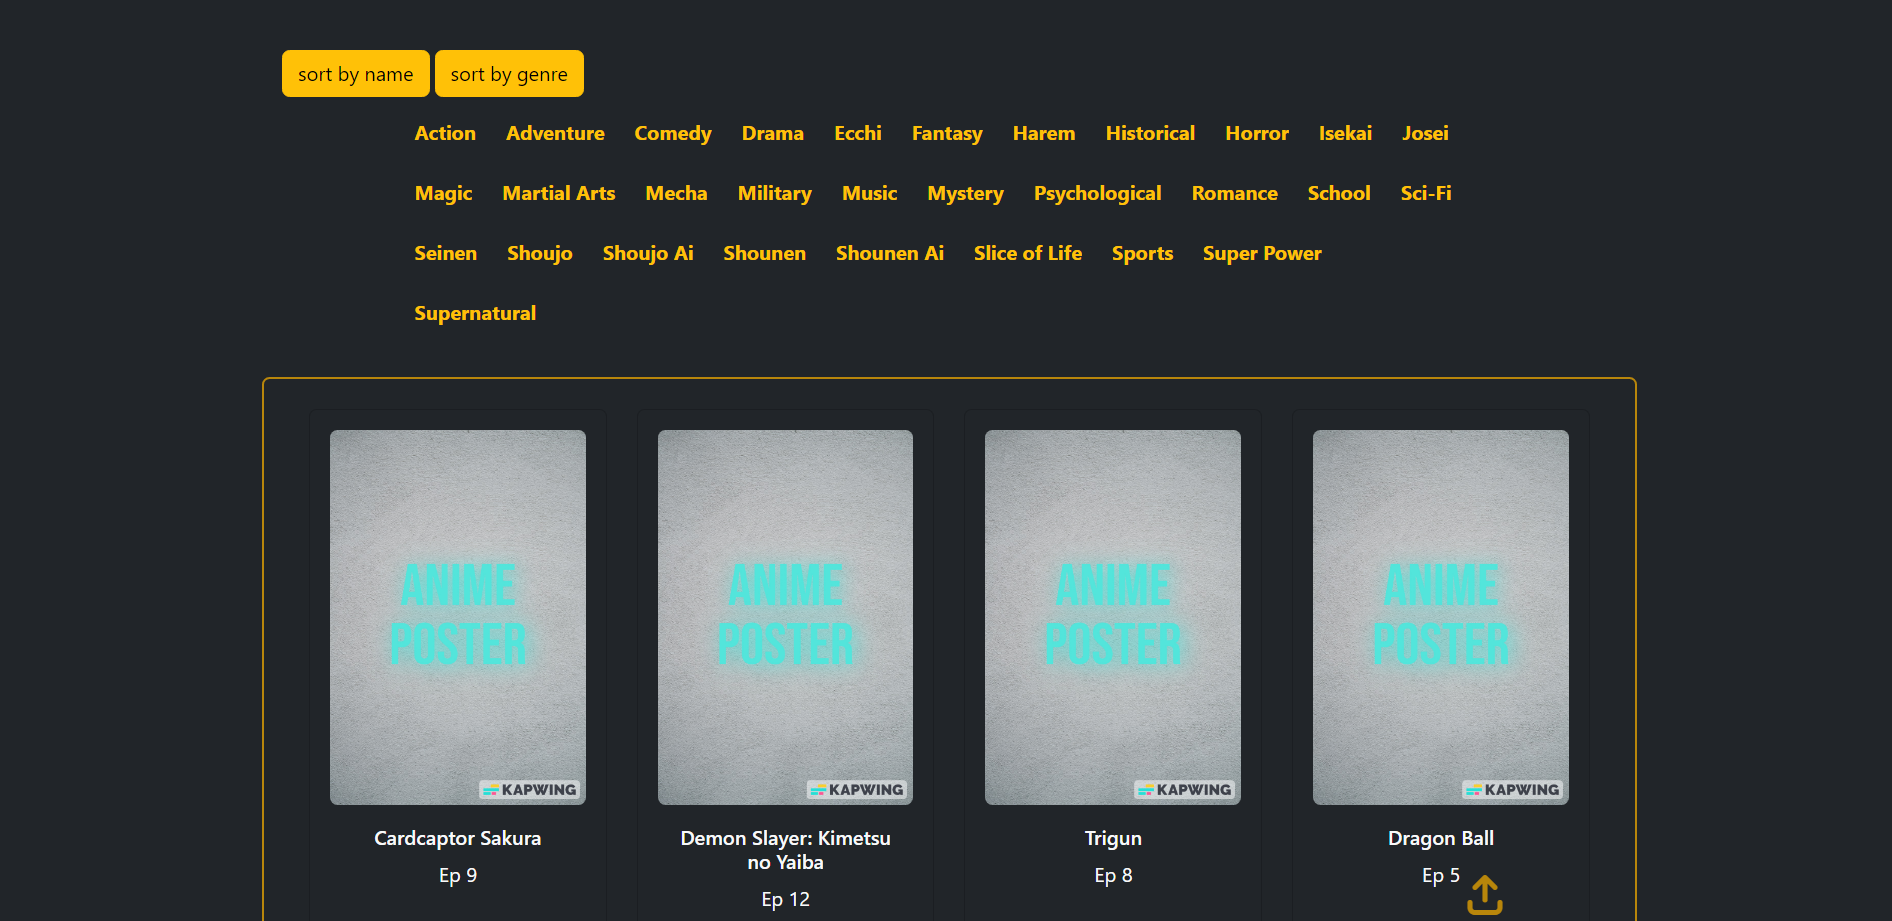 sort by name sort by genre
Action Adventure Comedy Drama Ecchi Fantasy Harem Historical Horror Isekai Josei
Magic Martial Arts Mecha Military Music Mystery Psychological Romance School Sci-Fi
Seinen Shoujo Shoujo Ai Shounen Shounen Ai Slice of Life Sports Super Power
Supernatural
ANIME
POSTER
KAPWING
Cardcaptor Sakura
Ep 9
ANIME
POSTER
KAPWING
Demon Slayer: Kimetsu
no Yaiba
Ep 12
ANIME
POSTER
KAPWING
Trigun
Ep 8
ANIME
POSTER
KAPWING
Dragon Ball
Ep 5